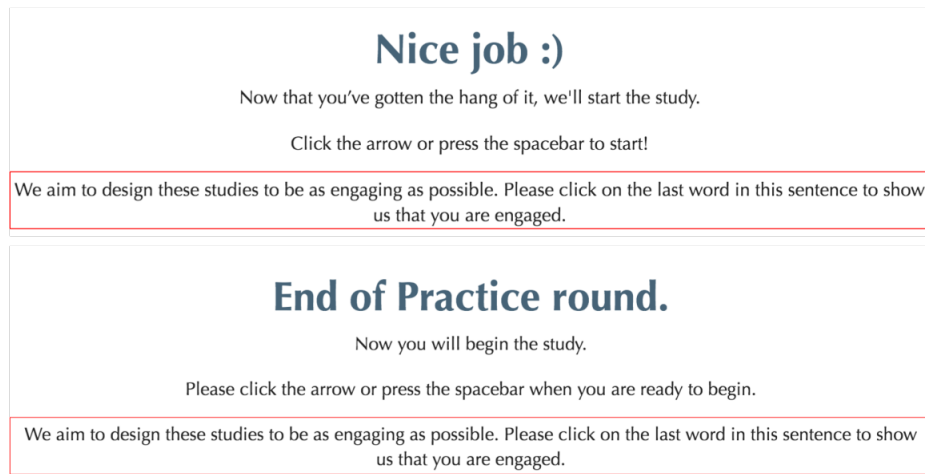 Nice job :)
Now that you’ve gotten the hang of it, we'll start the study.
Click the arrow or press the spacebar to start!
We aim to design these studies to be as engaging as possible. Please click on the last word in this sentence to show
us that you are engaged.
End of Practice round.
Now you will begin the study.
Please click the arrow or press the spacebar when you are ready to begin.
We aim to design these studies to be as engaging as possible. Please click on the last word in this sentence to show
us that you are engaged.